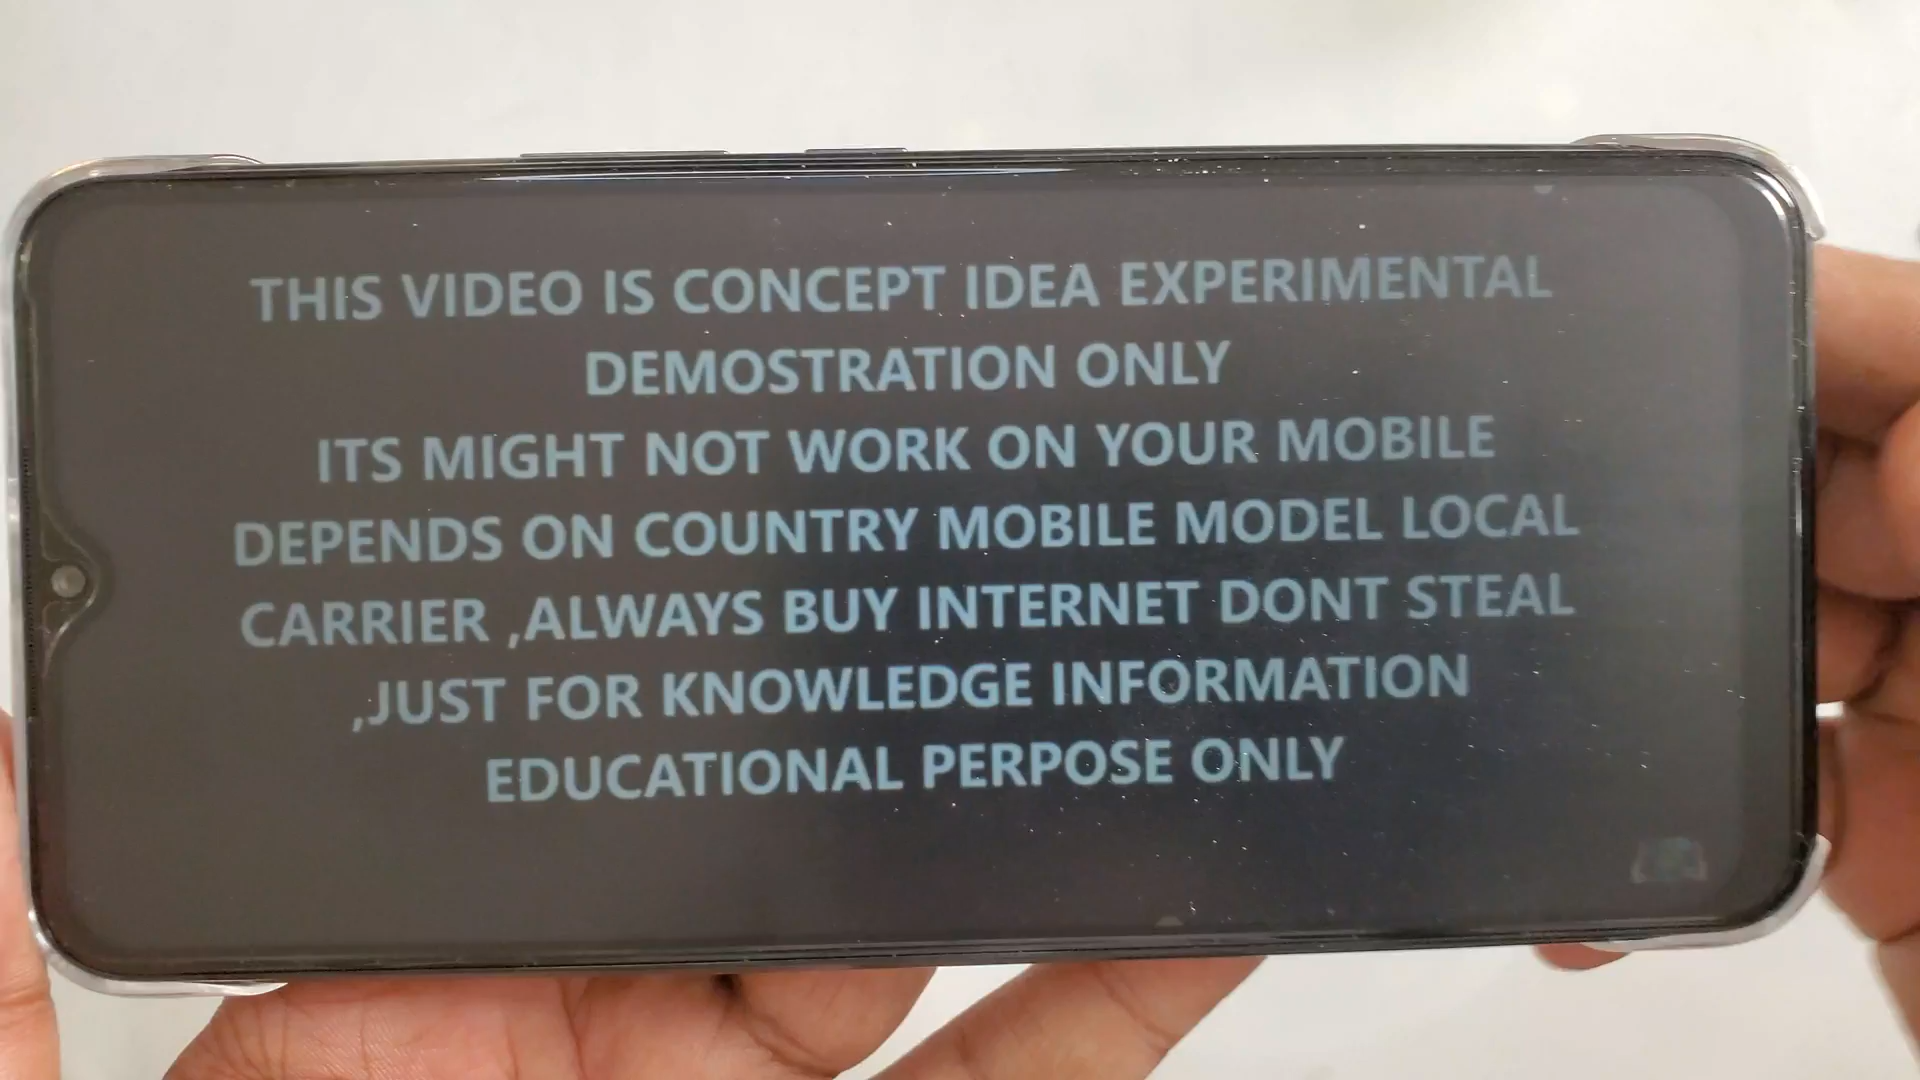 THIS VIDEO IS CONCEPT IDEA EXPERIMENTAL
DEMOSTRATION ONLY
ITS MIGHT NOT WORK ON YOUR MOBILE
DEPENDS ON COUNTRY MOBILE MODEL LOCAL
CARRIER ,ALWAYS BUY INTERNET DONT STEAL
,JUST FOR KNOWLEDGE INFORMATION
EDUCATIONAL PERPOSE ONLY